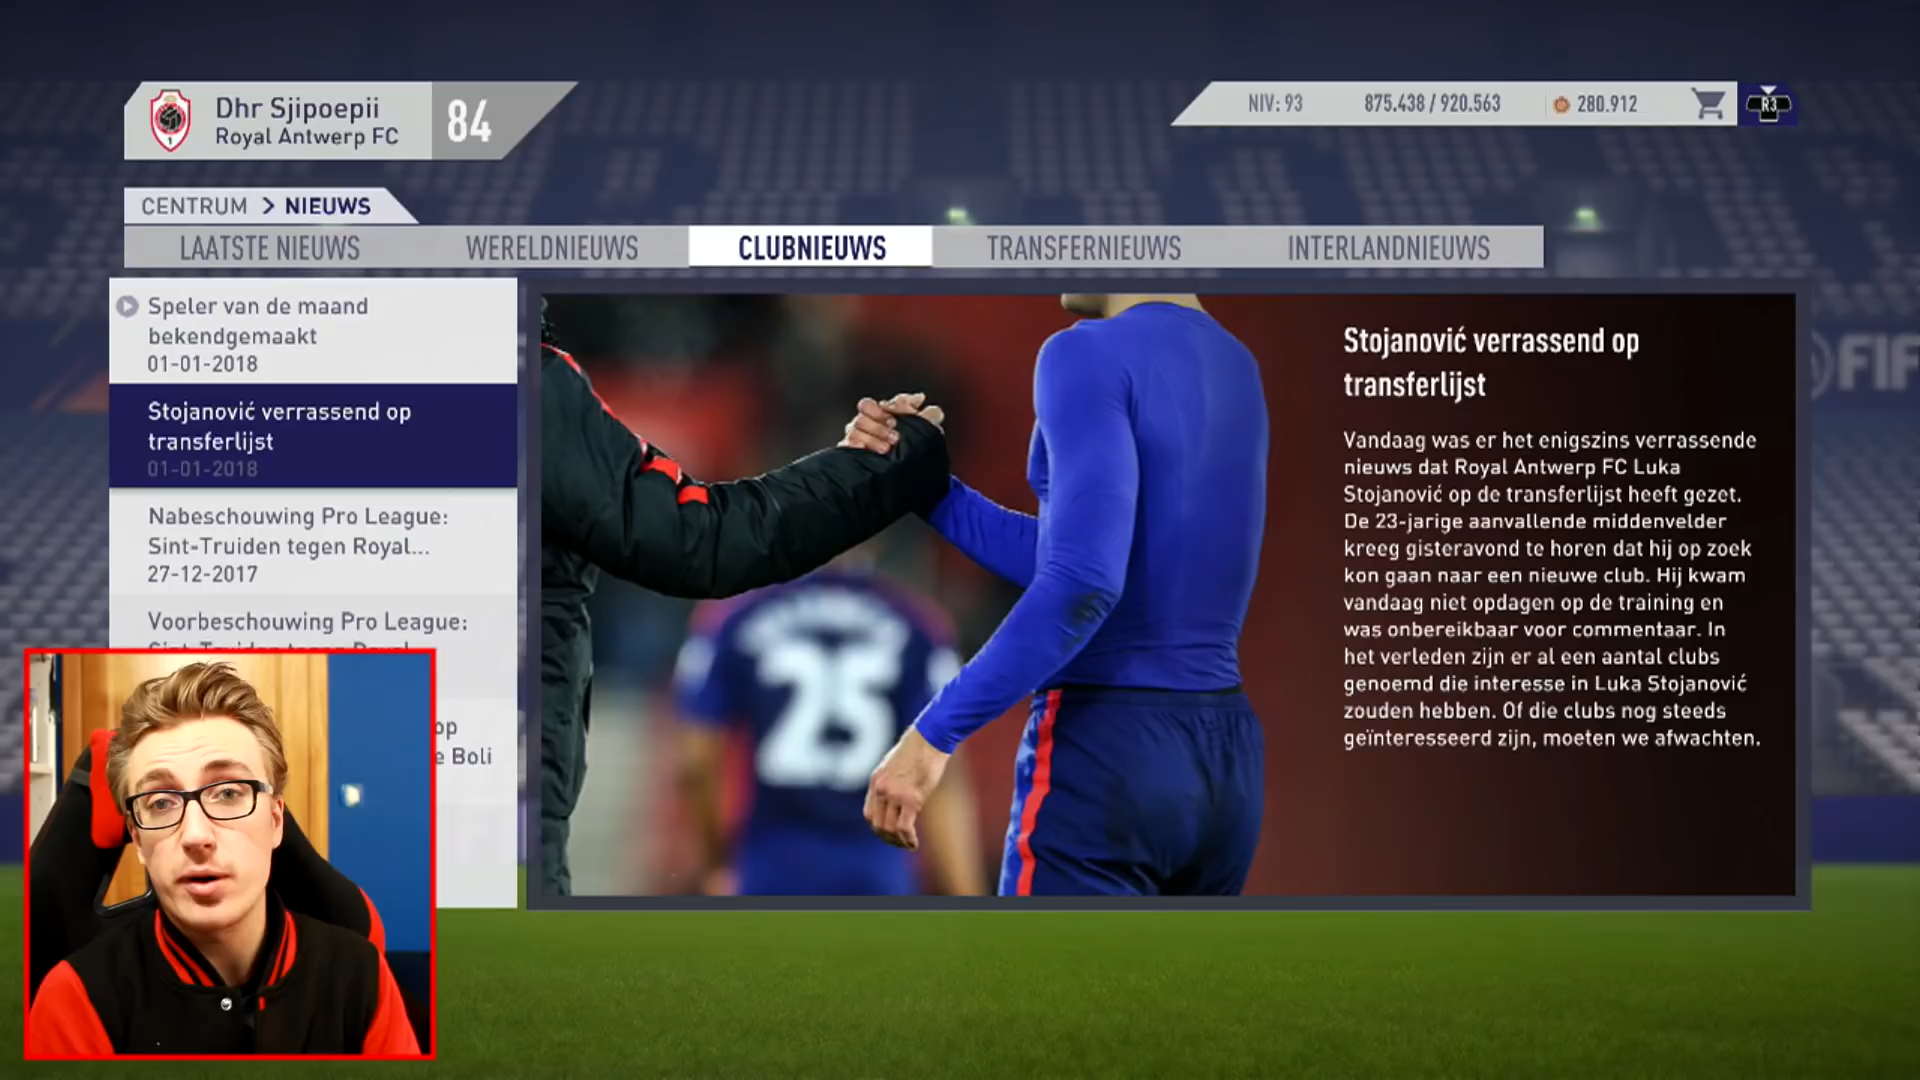 Dhr Sjipoepii
Royal Antwerp FC
84
NIV: 93
875.438 / 920.563
280.912
R3
CENTRUM > NIEUWS
LAATSTE NIEUWS
WERELDNIEUWS
CLUBNIEUWS
TRANSFERNIEUWS
INTERLANDNIEUWS
Speler van de maand
bekendgemaakt
01-01-2018
Stojanović verrassend op
transferlijst
01-01-2018
Nabeschouwing Pro League:
Sint-Truiden tegen Royal...
27-12-2017
Voorbeschouwing Pro League:
op
e Boli
25
Stojanović verrassend op
transferlijst
Vandaag was er het enigszins verrassende
nieuws dat Royal Antwerp FC Luka
Stojanović op de transferlijst heeft gezet.
De 23-jarige aanvallende middenvelder
kreeg gisteravond te horen dat hij op zoek
kon gaan naar een nieuwe club. Hij kwam
vandaag niet opdagen op de training en
was onbereikbaar voor commentaar. In
het verleden zijn er al een aantal clubs
genoemd die interesse in Luka Stojanović
zouden hebben. Of die clubs nog steeds
geïnteresseerd zijn, moeten we afwachten.
FIF